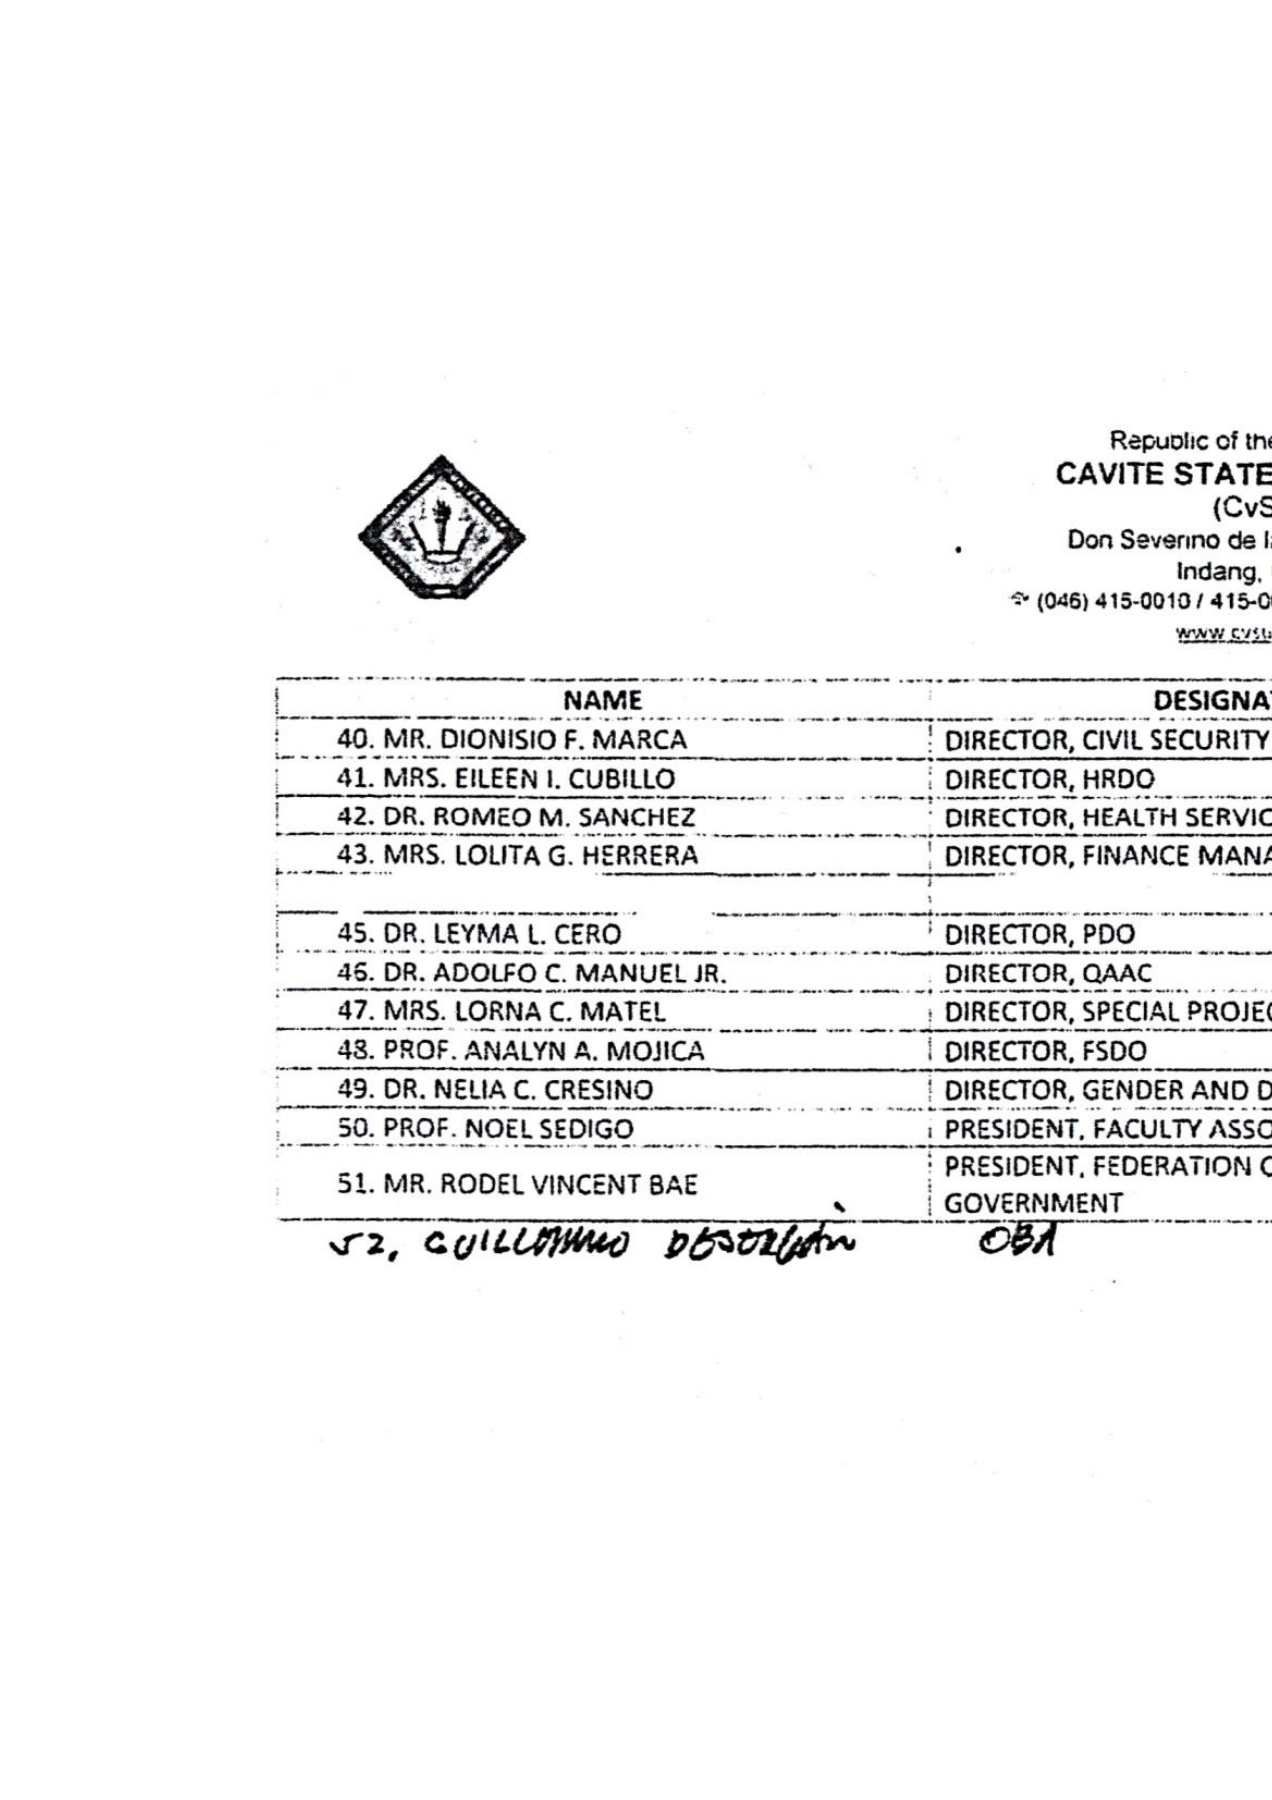 Republic of the
CAVITE STATE
(CvS
Don Severino de l
Indang,
(046) 415-0010 / 415-0
www.cvsu
NAME DESIGNA
40. MR. DIONISIO F. MARCA DIRECTOR, CIVIL SECURITY
41. MRS. EILEEN I. CUBILLO DIRECTOR, HRDO
42. DR. ROMEO M. SANCHEZ DIRECTOR, HEALTH SERVIC
43. MRS. LOLITA G. HERRERA DIRECTOR, FINANCE MANA
45. DR. LEYMA L. CERO DIRECTOR, PDO
46. DR. ADOLFO C. MANUEL JR. DIRECTOR, QAAC
47. MRS. LORNA C. MATEL DIRECTOR, SPECIAL PROJEC
48. PROF. ANALYN A. MOJICA DIRECTOR, FSDO
49. DR. NELIA C. CRESINO DIRECTOR, GENDER AND D
50. PROF. NOEL SEDIGO PRESIDENT, FACULTY ASSO
51. MR. RODEL VINCENT BAE PRESIDENT, FEDERATION O
GOVERNMENT
52. OBA